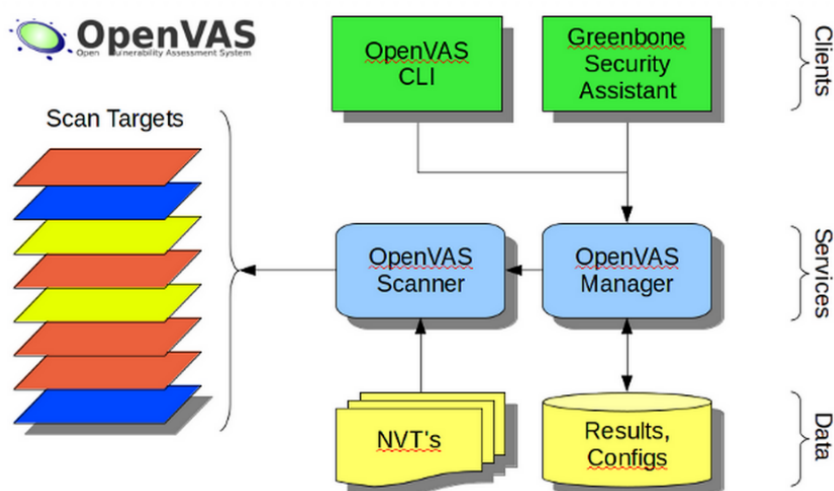 OpenVAS
Open Vulnerability Assessment System
OpenVAS
CLI
Greenbone
Security
Assistant
Clients
Scan Targets
OpenVAS
Scanner
OpenVAS
Manager
Services
NVT's
Results,
Configs
Data